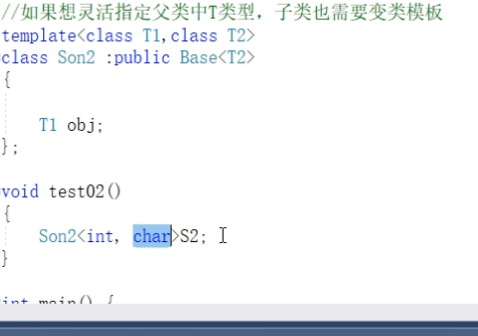 //如果想灵活指定父类中T类型，子类也需要变类模板
template<class T1,class T2>
class Son2 :public Base<T2>
{
T1 obj;
};
void test02()
{
Son2<int, char>S2;
}
int main() {